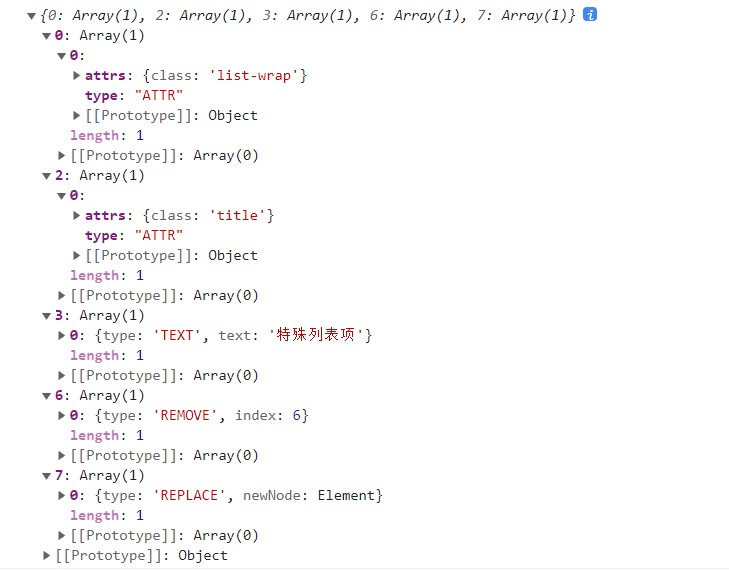 {0: Array(1), 2: Array(1), 3: Array(1), 6: Array(1), 7: Array(1)} i
0: Array(1)
0:
attrs: {class: 'list-wrap'}
type: "ATTR"
[[Prototype]]: Object
length: 1
[[Prototype]]: Array(0)
2: Array(1)
0:
attrs: {class: 'title'}
type: "ATTR"
[[Prototype]]: Object
length: 1
[[Prototype]]: Array(0)
3: Array(1)
0: {type: 'TEXT', text: '特殊列表项'}
length: 1
[[Prototype]]: Array(0)
6: Array(1)
0: {type: 'REMOVE', index: 6}
length: 1
[[Prototype]]: Array(0)
7: Array(1)
0: {type: 'REPLACE', newNode: Element}
length: 1
[[Prototype]]: Array(0)
[[Prototype]]: Object